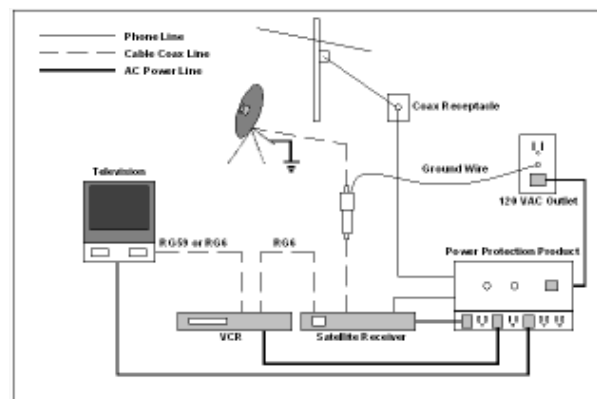 Phone Line
Cable Coax Line
AC Power Line
Coax Receptacle
Ground Wire
Television
120 VAC Outlet
RG59 or RG6
RG6
Power Protection Product
VCR
Satellite Receiver